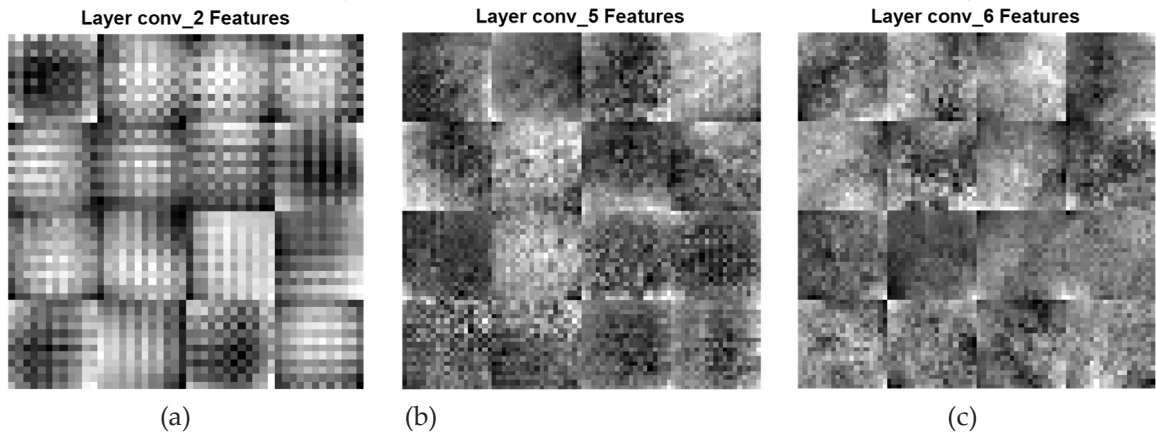 Layer conv_2 Features
Layer conv_5 Features
Layer conv_6 Features
(a)
(b)
(c)